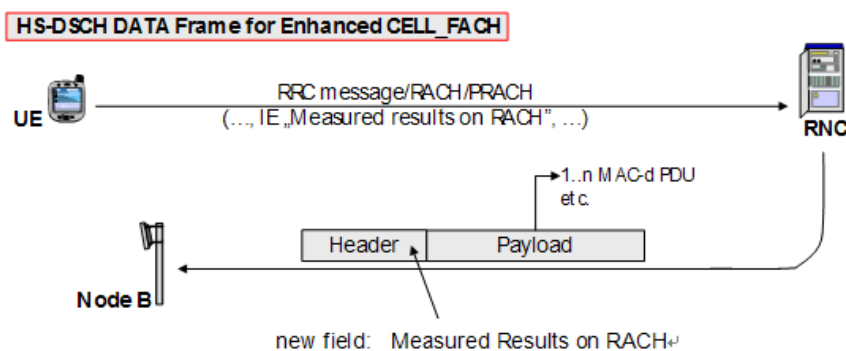 HS-DSCH DATA Frame for Enhanced CELL_FACH
RRC message/RACH/PRACH
UE
(..., IE „Measured results on RACH”, ...)
RNC
1..n MAC-d PDU
etc.
Header
Payload
Node B
new field: Measured Results on RACH↵